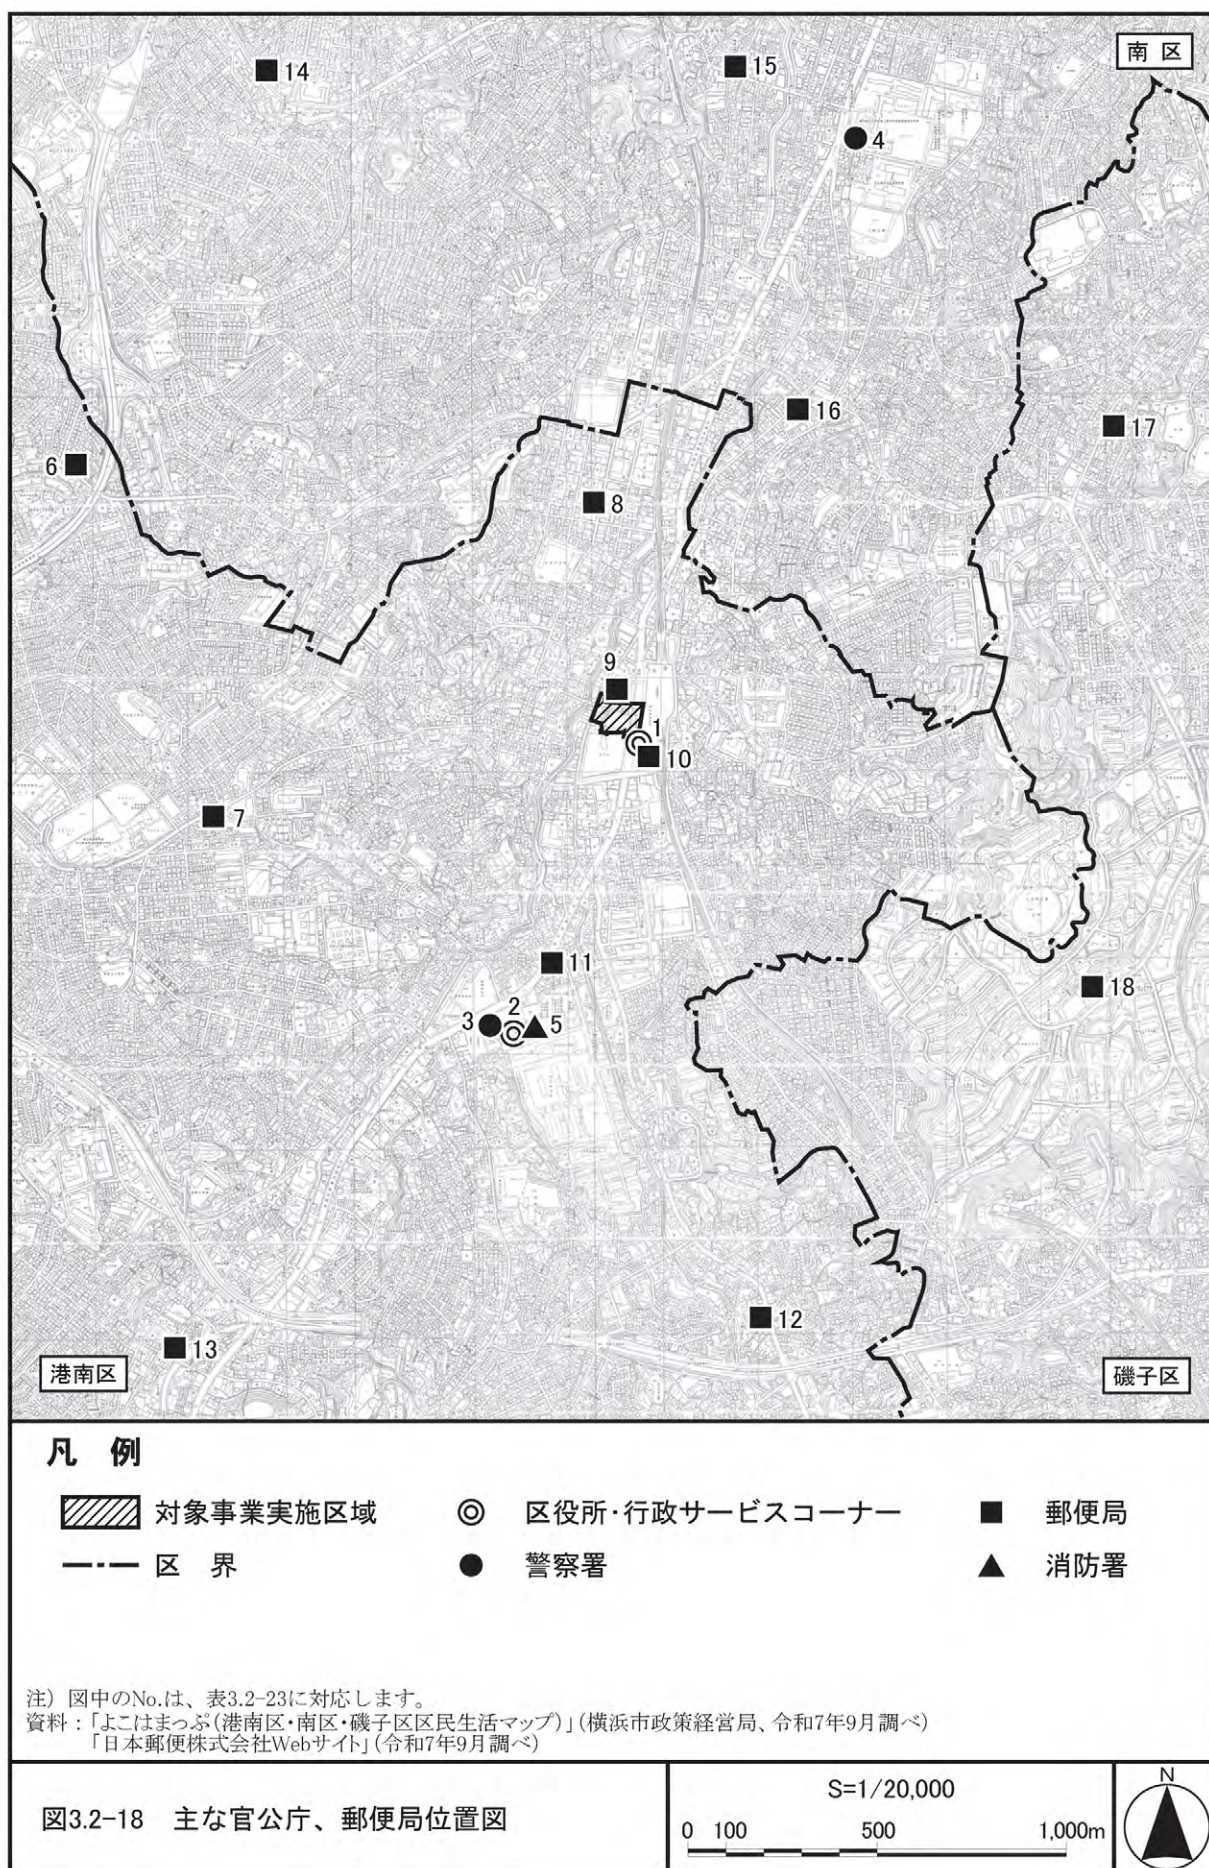 14
15
南区
4
16
17
6
8
9
1
10
7
11
18
3
2
5
12
13
港南区
磯子区
凡 例
対象事業実施区域
区役所・行政サービスコーナー
郵便局
区 界
警察署
消防署
注) 図中のNo.は、表3.2-23に対応します。
資料:「よこはまっぷ(港南区・南区・磯子区区民生活マップ)」(横浜市政策経営局、令和7年9月調べ)
「日本郵便株式会社Webサイト」(令和7年9月調べ)
図3.2-18 主な官公庁、郵便局位置図
S=1/20,000
0 100 500 1,000m
N